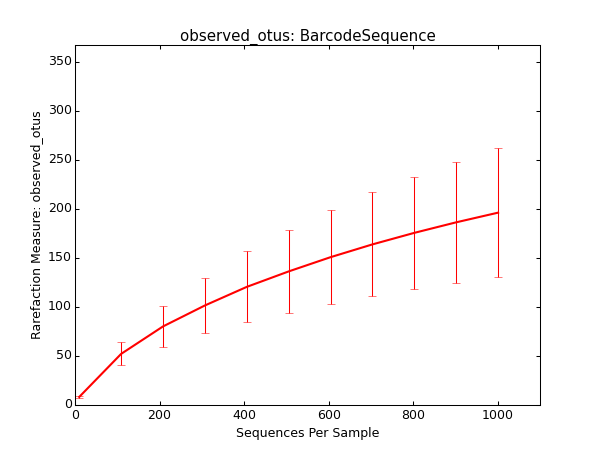 observed_otus: BarcodeSequence
350
300
250
200
150
100
50
0
Rarefaction Measure: observed_otus
0 200 400 600 800 1000
Sequences Per Sample